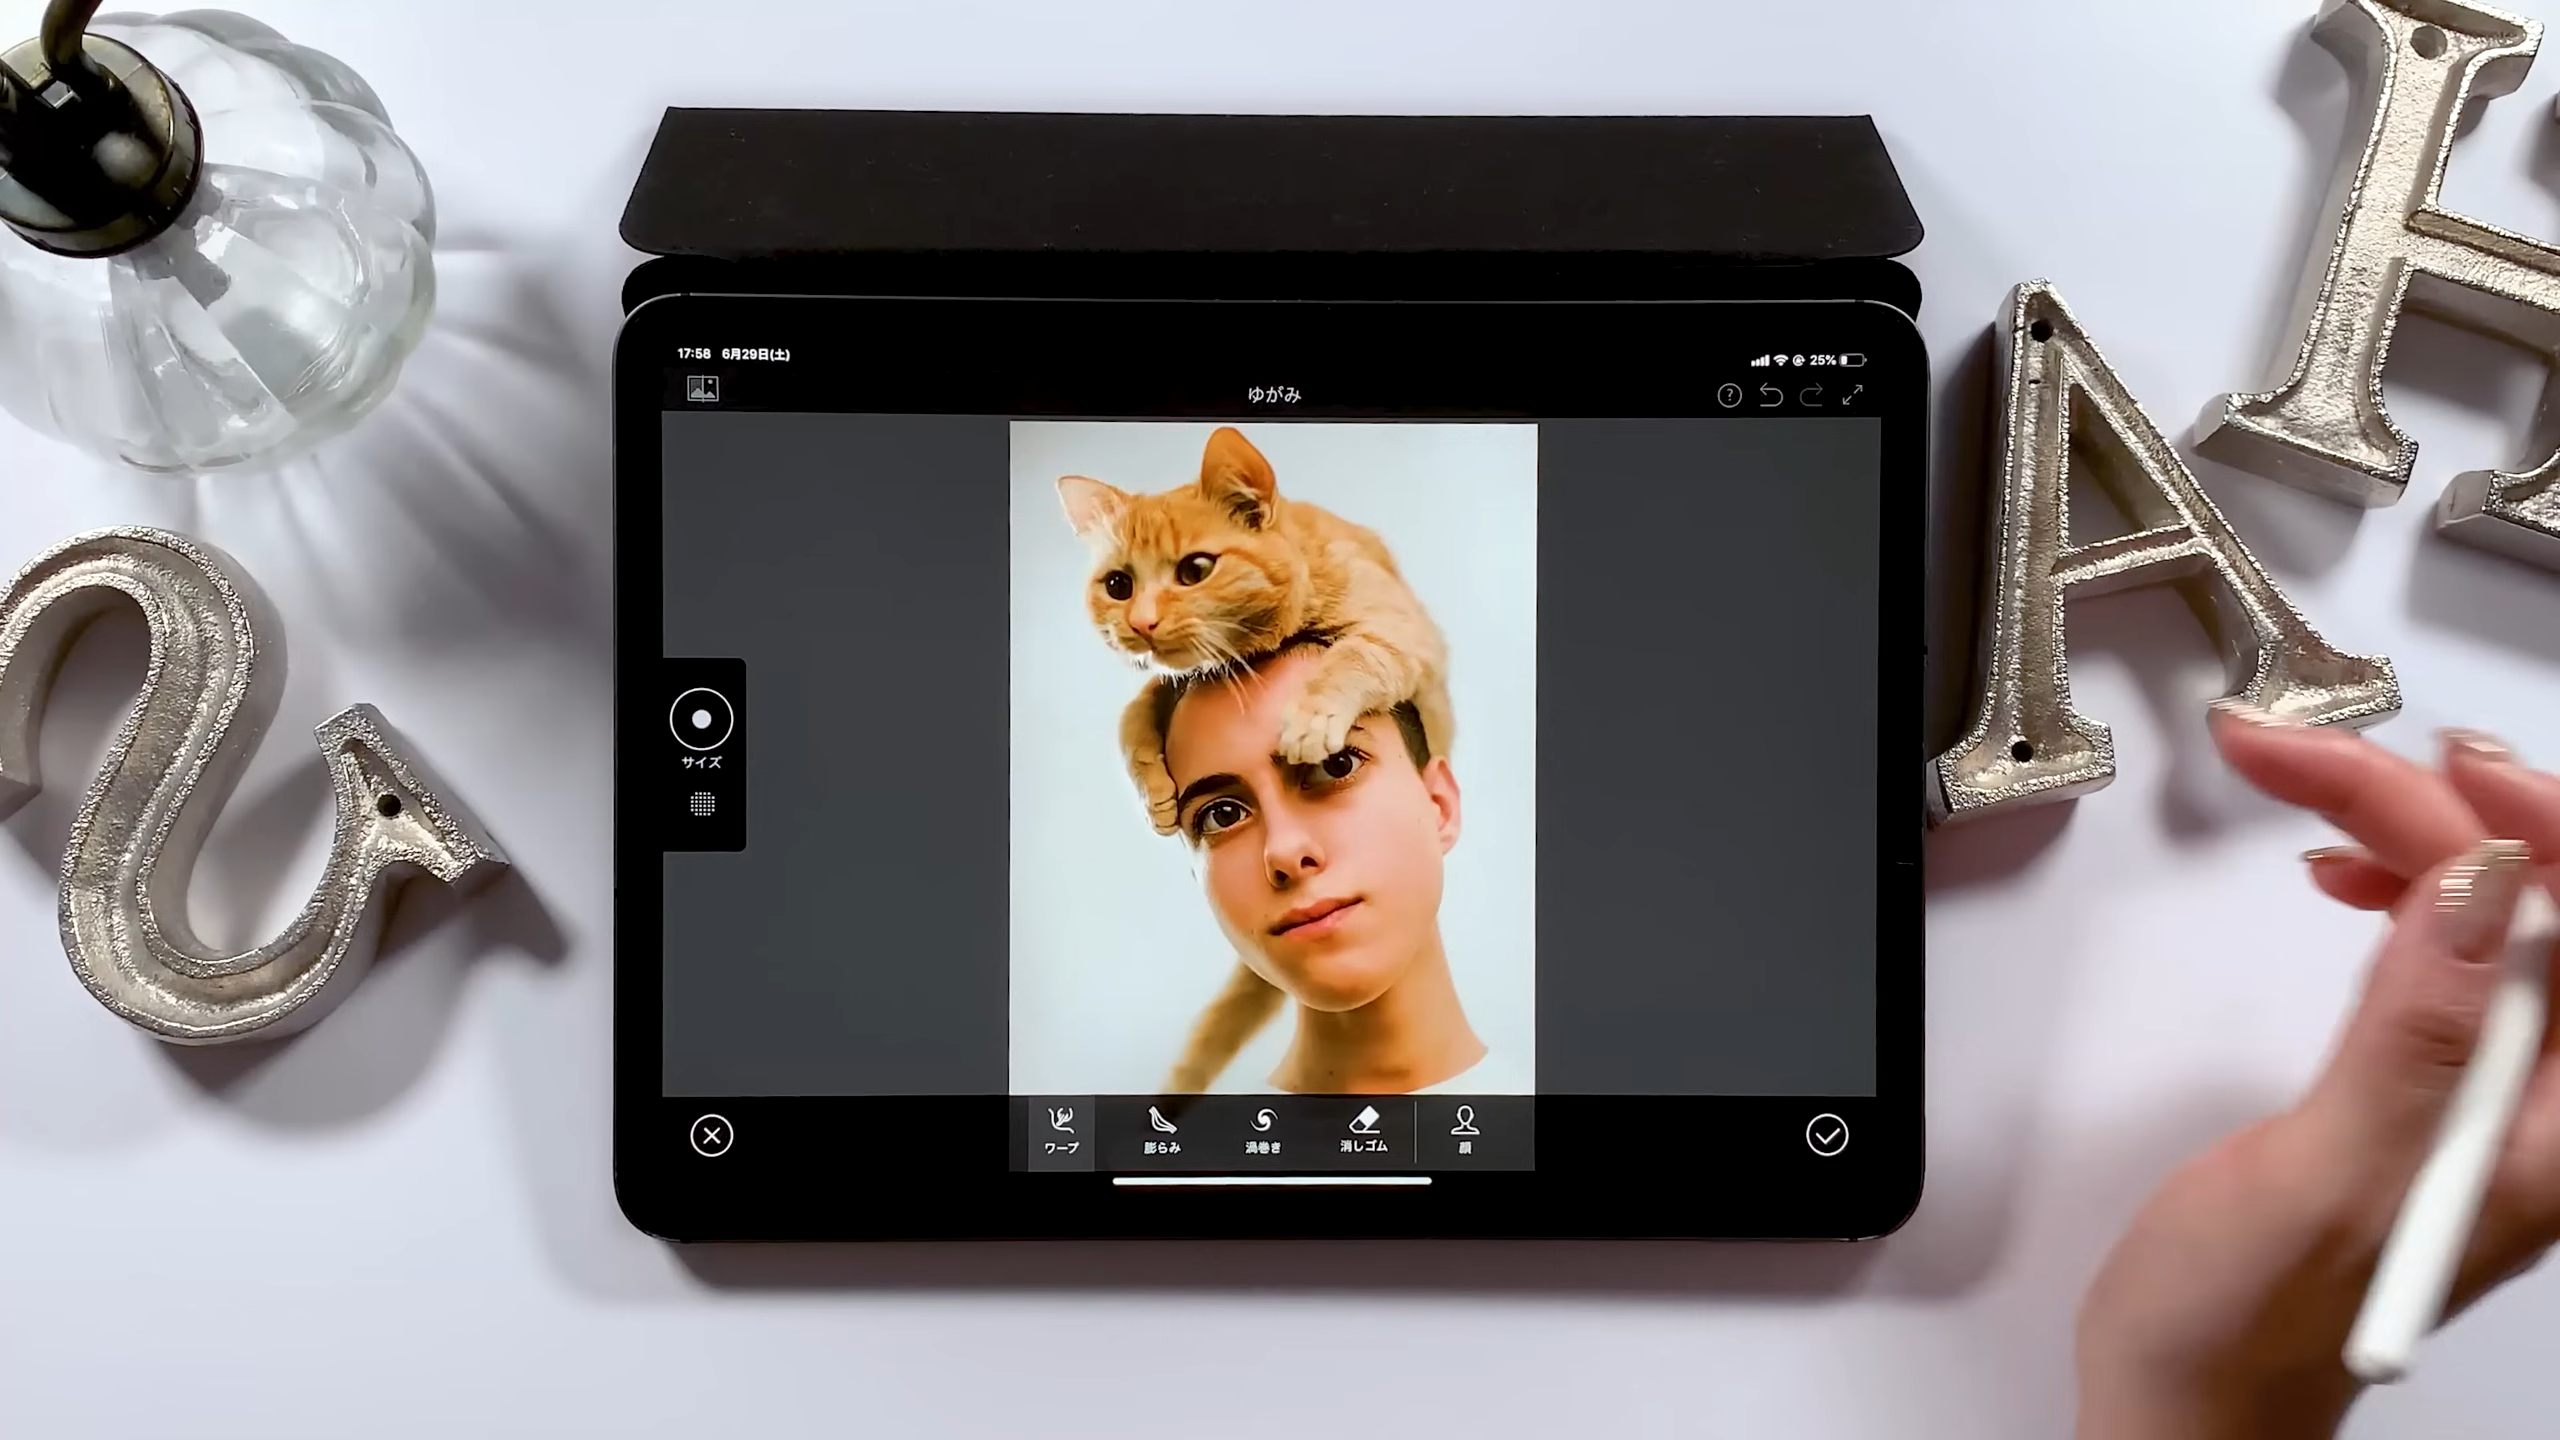 17:58 6月29日(土)
25%
ゆがみ
?
サイズ
ワープ
膨らみ
渦巻き
消しゴム
顔
S
A
H